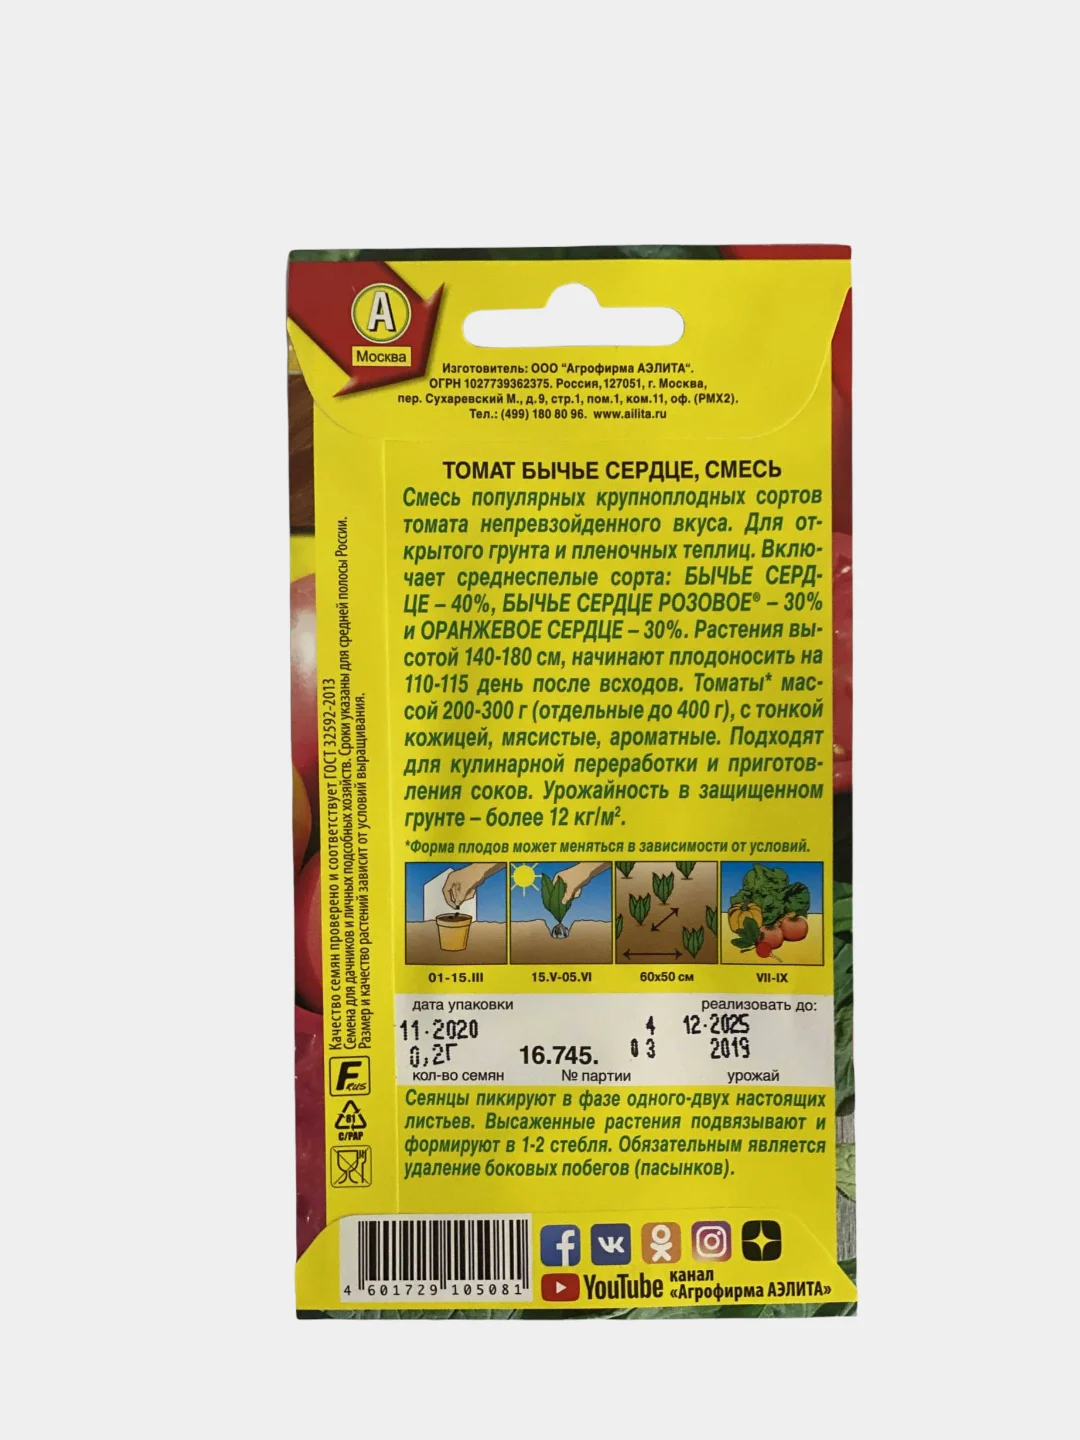 А
Москва
Изготовитель: ООО "Агрофирма АЭЛИТА".
ОГРН 1027739362375. Россия,127051, г. Москва,
пер. Сухаревский М., д.9, стр.1, пом.1, ком.11, оф. (РМХ2).
Тел.: (499) 180 80 96. www.ailita.ru
ТОМАТ БЫЧЬЕ СЕРДЦЕ, СМЕСЬ
Смесь популярных крупноплодных сортов
томата непревзойденного вкуса. Для от-
крытого грунта и пленочных теплиц. Вклю-
чает среднеспелые сорта: БЫЧЬЕ СЕРД-
ЦЕ – 40%, БЫЧЬЕ СЕРДЦЕ РОЗОВОЕ® – 30%
и ОРАНЖЕВОЕ СЕРДЦЕ – 30%. Растения вы-
сотой 140-180 см, начинают плодоносить на
110-115 день после всходов. Томаты* мас-
сой 200-300 г (отдельные до 400 г), с тонкой
кожицей, мясистые, ароматные. Подходят
для кулинарной переработки и приготов-
ления соков. Урожайность в защищенном
грунте – более 12 кг/м².
*Форма плодов может меняться в зависимости от условий.
01-15.III 15.V-05.VI 60х50 см VII-IX
дата упаковки реализовать до:
11·2020 4 12·2025
0,2Г 16.745. 03 2019
кол-во семян № партии урожай
Сеянцы пикируют в фазе одного-двух настоящих
листьев. Высаженные растения подвязывают и
формируют в 1-2 стебля. Обязательным является
удаление боковых побегов (пасынков).
Качество семян проверено и соответствует ГОСТ 32592-2013
Семена для дачников и личных подсобных хозяйств. Сроки указаны для средней полосы России.
Размер и качество растений зависит от условий выращивания.
F RUS
81
C/PAP
4 601729 105081
YouTube канал
«Агрофирма АЭЛИТА»